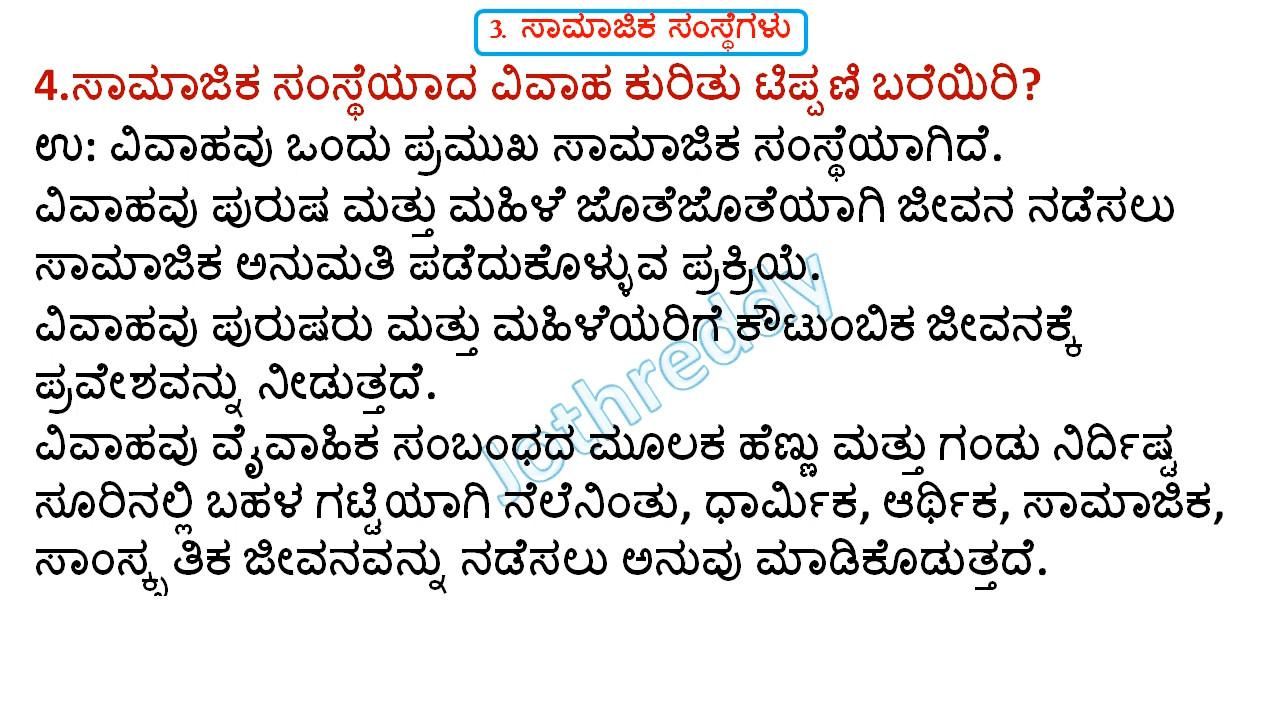 3. ಸಾಮಾಜಿಕ ಸಂಸ್ಥೆಗಳು
4.ಸಾಮಾಜಿಕ ಸಂಸ್ಥೆಯಾದ ವಿವಾಹ ಕುರಿತು ಟಿಪ್ಪಣಿ ಬರೆಯಿರಿ?
ಉ: ವಿವಾಹವು ಒಂದು ಪ್ರಮುಖ ಸಾಮಾಜಿಕ ಸಂಸ್ಥೆಯಾಗಿದೆ.
ವಿವಾಹವು ಪುರುಷ ಮತ್ತು ಮಹಿಳೆ ಜೊತೆಜೊತೆಯಾಗಿ ಜೀವನ ನಡೆಸಲು
ಸಾಮಾಜಿಕ ಅನುಮತಿ ಪಡೆದುಕೊಳ್ಳುವ ಪ್ರಕ್ರಿಯೆ.
ವಿವಾಹವು ಪುರುಷರು ಮತ್ತು ಮಹಿಳೆಯರಿಗೆ ಕೌಟುಂಬಿಕ ಜೀವನಕ್ಕೆ
ಪ್ರವೇಶವನ್ನು ನೀಡುತ್ತದೆ.
ವಿವಾಹವು ವೈವಾಹಿಕ ಸಂಬಂಧದ ಮೂಲಕ ಹೆಣ್ಣು ಮತ್ತು ಗಂಡು ನಿರ್ದಿಷ್ಟ
ಸೂರಿನಲ್ಲಿ ಬಹಳ ಗಟ್ಟಿಯಾಗಿ ನೆಲೆನಿಂತು, ಧಾರ್ಮಿಕ, ಆರ್ಥಿಕ, ಸಾಮಾಜಿಕ,
ಸಾಂಸ್ಕೃತಿಕ ಜೀವನವನ್ನು ನಡೆಸಲು ಅನುವು ಮಾಡಿಕೊಡುತ್ತದೆ.
Jothreddy